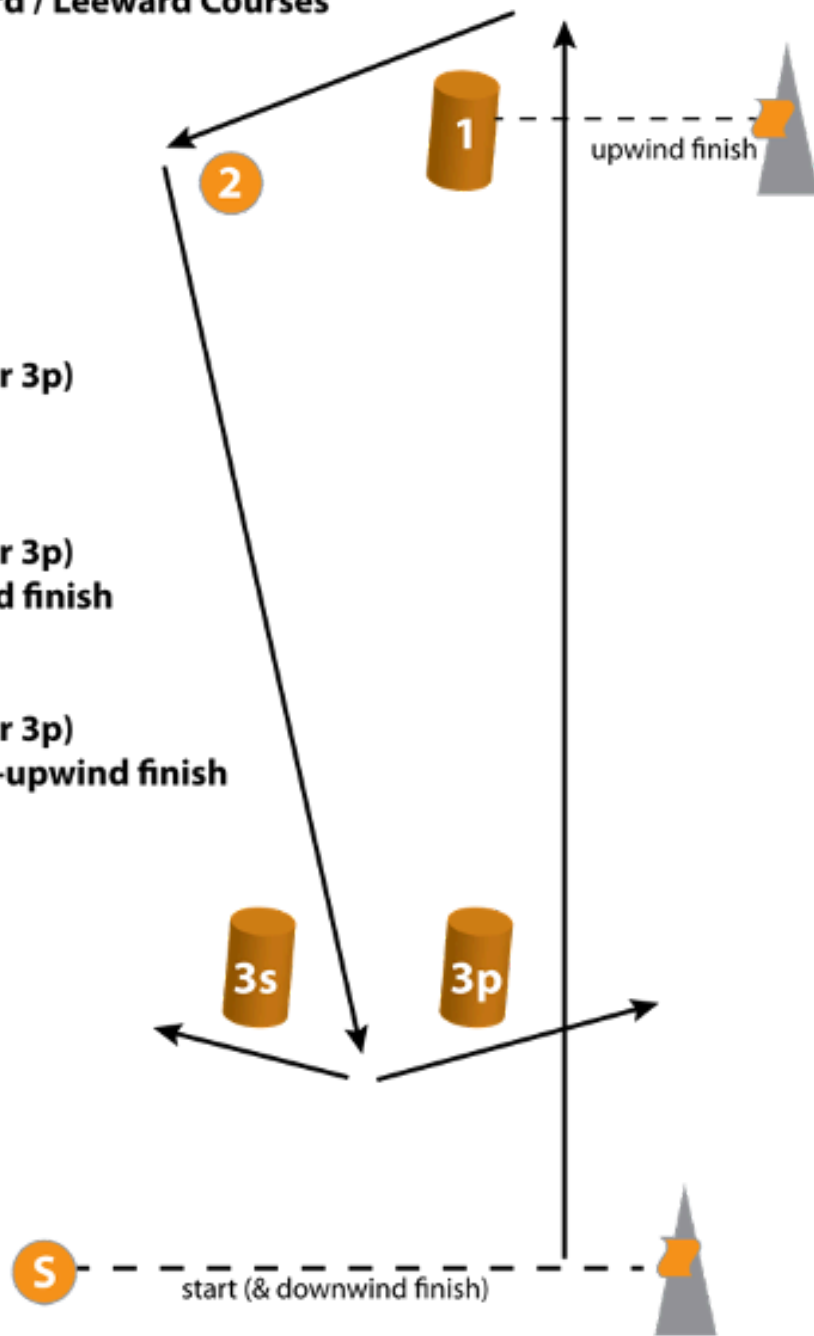 d / Leeward Courses
1
upwind finish
2
r 3p)
r 3p)
d finish
r 3p)
-upwind finish
3s
3p
S
start (& downwind finish)